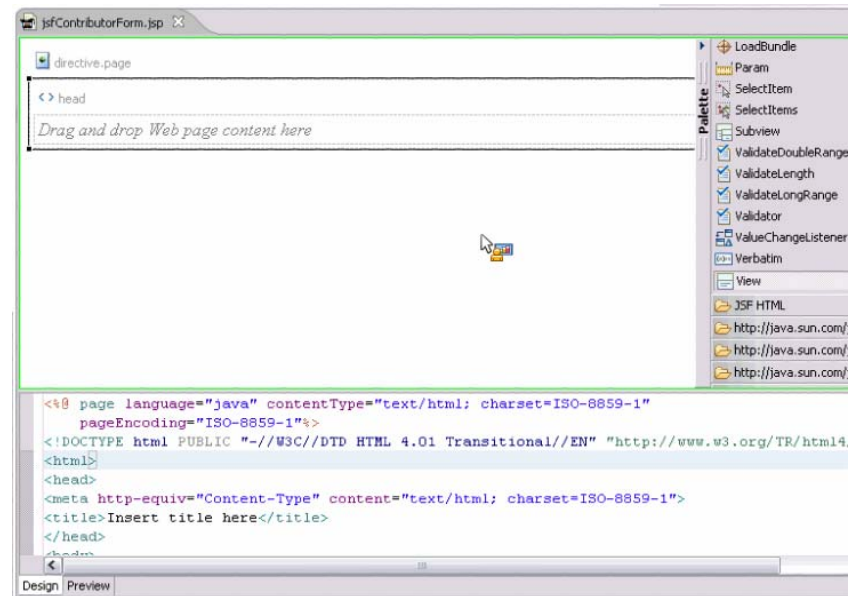 jsfContributorForm.jsp
directive.page
head
Drag and drop Web page content here
Palette
LoadBundle
Param
SelectItem
SelectItems
Subview
ValidateDoubleRange
ValidateLength
ValidateLongRange
Validator
ValueChangeListener
Verbatim
View
JSF HTML
http://java.sun.com/
http://java.sun.com/
http://java.sun.com/
<%@ page language="java" contentType="text/html; charset=ISO-8859-1"
pageEncoding="ISO-8859-1"%>
<!DOCTYPE html PUBLIC "-//W3C//DTD HTML 4.01 Transitional//EN" "http://www.w3.org/TR/html4/
<html>
<head>
<meta http-equiv="Content-Type" content="text/html; charset=ISO-8859-1">
<title>Insert title here</title>
</head>
<body>
Design Preview